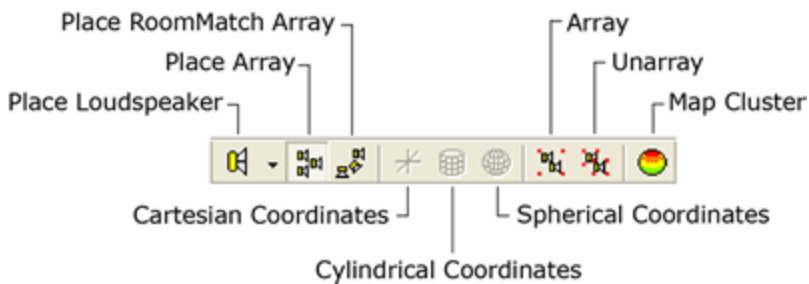 Place RoomMatch Array
Array
Place Array
Unarray
Place Loudspeaker
Map Cluster
Cartesian Coordinates
Spherical Coordinates
Cylindrical Coordinates